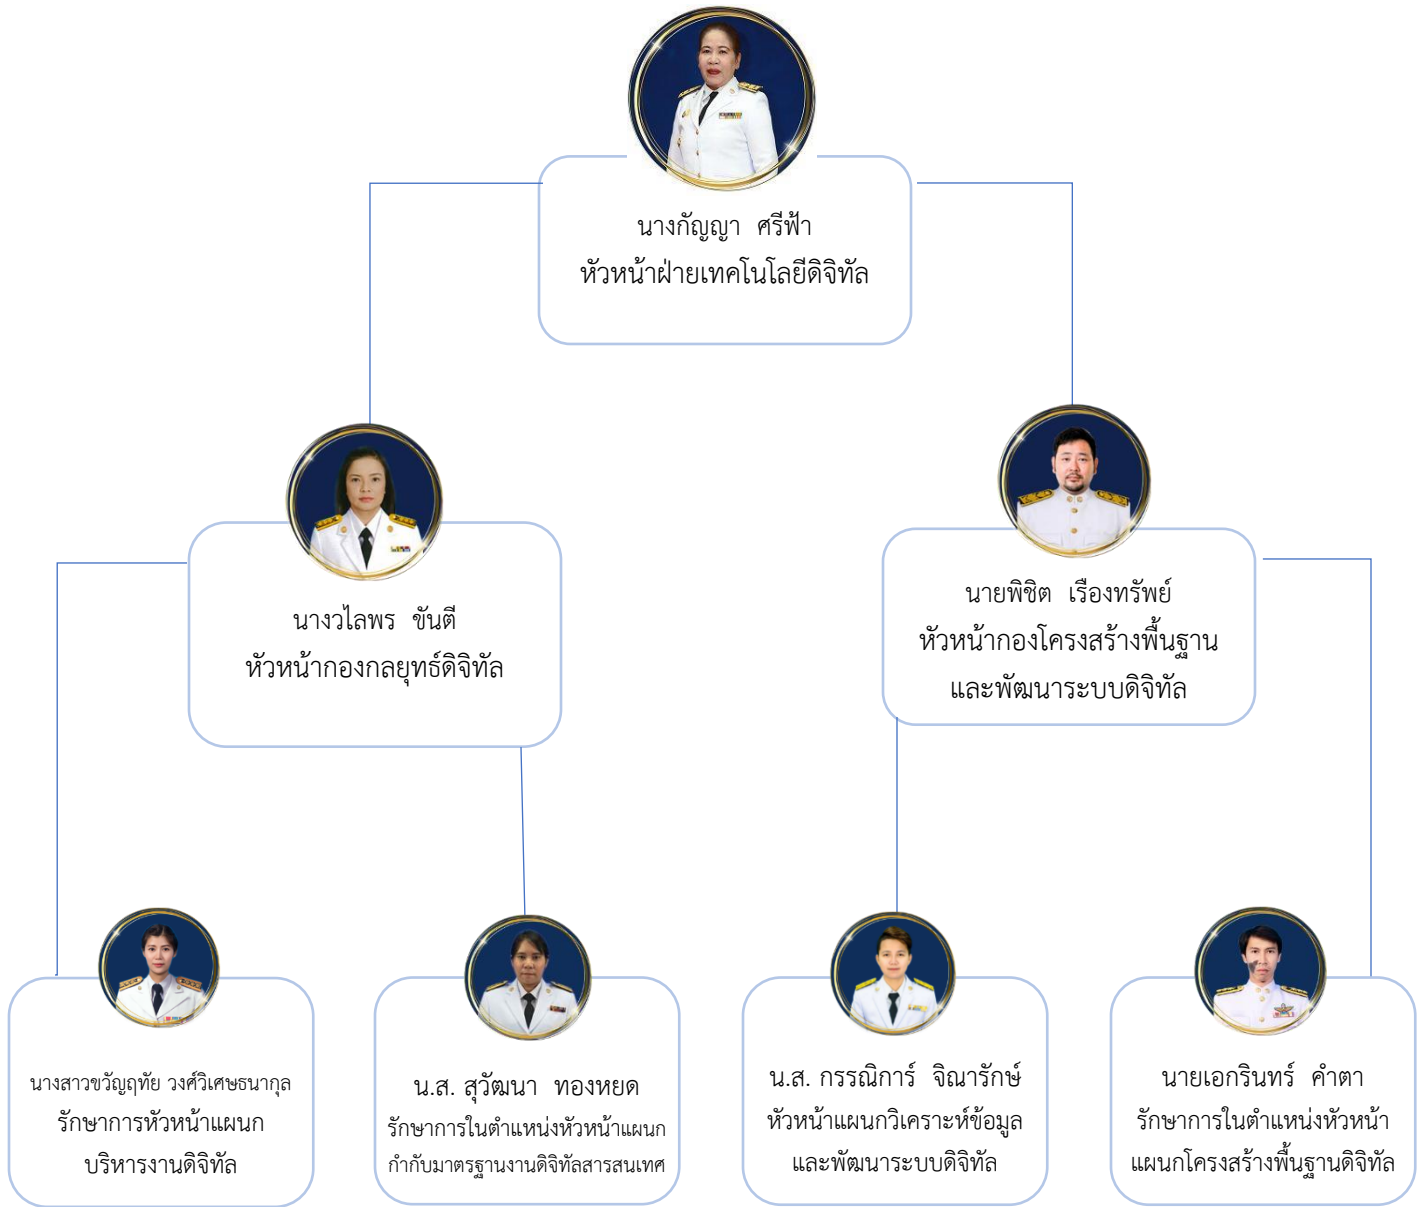 นางกัญญา ศรีฟ้า
หัวหน้าฝ่ายเทคโนโลยีดิจิทัล
นางวไลพร ขันตี
หัวหน้ากองกลยุทธ์ดิจิทัล
นายพิชิต เรืองทรัพย์
หัวหน้ากองโครงสร้างพื้นฐาน
และพัฒนาระบบดิจิทัล
นางสาวขวัญฤทัย วงศ์วิเศษธนากุล
รักษาการหัวหน้าแผนก
บริหารงานดิจิทัล
น.ส. สุวัฒนา ทองหยด
รักษาการในตำแหน่งหัวหน้าแผนก
กำกับมาตรฐานงานดิจิทัลสารสนเทศ
น.ส. กรรณิการ์ จิณารักษ์
หัวหน้าแผนกวิเคราะห์ข้อมูล
และพัฒนาระบบดิจิทัล
นายเอกรินทร์ คำตา
รักษาการในตำแหน่งหัวหน้า
แผนกโครงสร้างพื้นฐานดิจิทัล